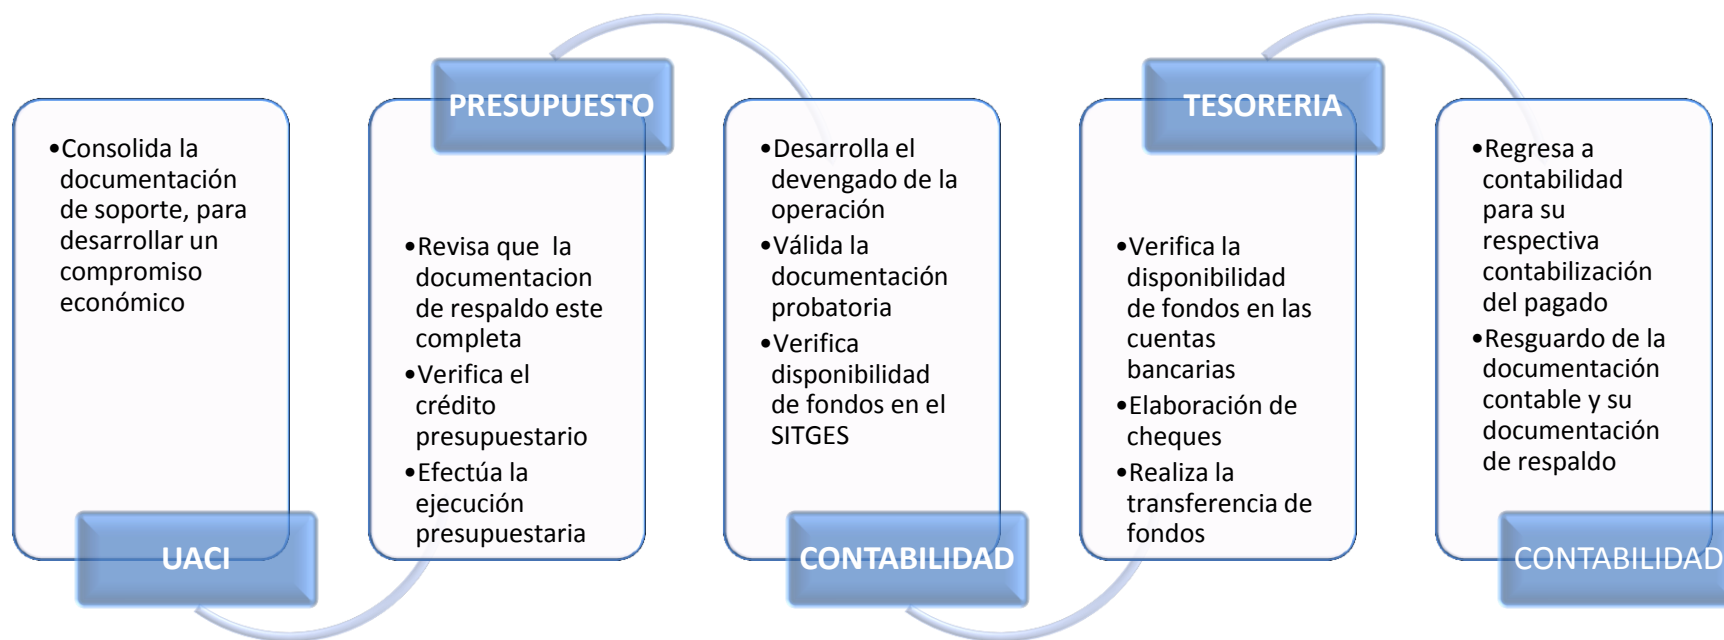 •Consolida la
documentación
de soporte, para
desarrollar un
compromiso
económico
UACI
PRESUPUESTO
•Revisa que  la
documentacion
de respaldo este
completa
•Verifica el
crédito
presupuestario
•Efectúa la
ejecución
presupuestaria
•Desarrolla el
devengado de la
operación
•Válida la
documentación
probatoria
•Verifica
disponibilidad
de fondos en el
SITGES
CONTABILIDAD
TESORERIA
•Verifica la
disponibilidad
de fondos en las
cuentas
bancarias
•Elaboración de
cheques
•Realiza la
transferencia de
fondos
•Regresa a
contabilidad
para su
respectiva
contabilización
del pagado
•Resguardo de la
documentación
contable y su
documentación
de respaldo
CONTABILIDAD